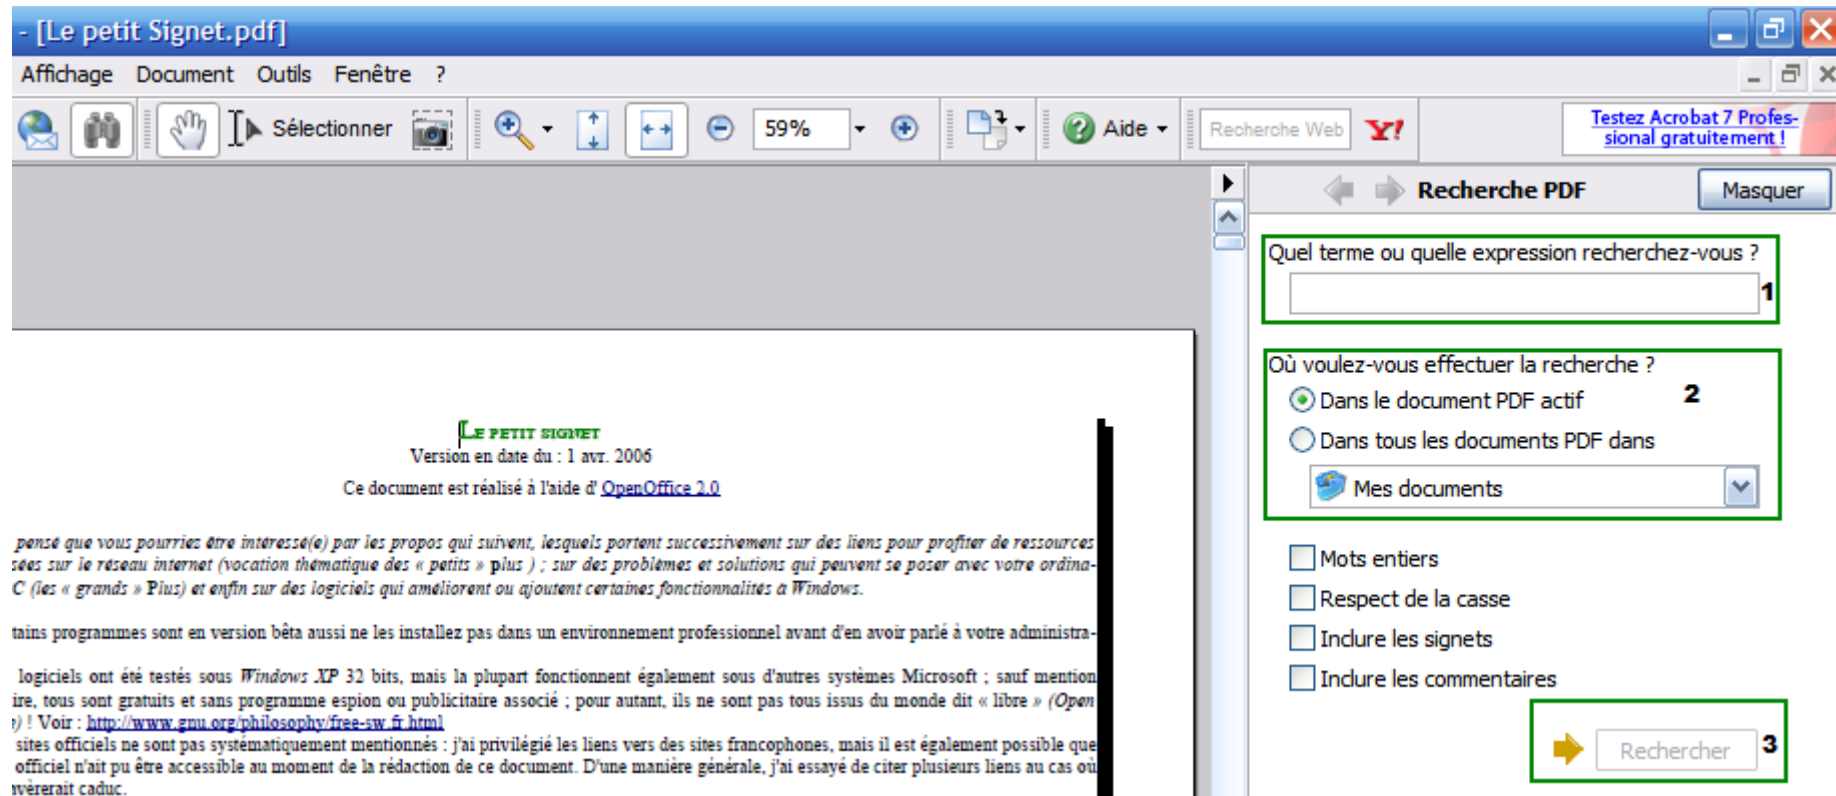 - [Le petit Signet.pdf]
Affichage Document Outils Fenêtre ?
Sélectionner 59% Aide Recherche Web Y!
Testez Acrobat 7 Profes-
sional gratuitement !
Recherche PDF Masquer
Quel terme ou quelle expression recherchez-vous ?
1
Où voulez-vous effectuer la recherche ?
Dans le document PDF actif 2
Dans tous les documents PDF dans
Mes documents
Mots entiers
Respect de la casse
Inclure les signets
Inclure les commentaires
Rechercher 3
LE PETIT SIGNET
Version en date du : 1 avr. 2006
Ce document est réalisé à l'aide d' OpenOffice 2.0
pensé que vous pourries être intéressé(e) par les propos qui suivent, lesquels portent successivement sur des liens pour profiter de ressources
sées sur le réseau internet (vocation thématique des « petits » plus ) ; sur des problèmes et solutions qui peuvent se poser avec votre ordina-
C (les « grands » Plus) et enfin sur des logiciels qui améliorent ou ajoutent certaines fonctionnalités à Windows.
tains programmes sont en version bêta aussi ne les installez pas dans un environnement professionnel avant d'en avoir parlé à votre administra-
logiciels ont été testés sous Windows XP 32 bits, mais la plupart fonctionnent également sous d'autres systèmes Microsoft ; sauf mention
ire, tous sont gratuits et sans programme espion ou publicitaire associé ; pour autant, ils ne sont pas tous issus du monde dit « libre » (Open
) ! Voir : http://www.gnu.org/philosophy/free-sw.fr.html
sites officiels ne sont pas systématiquement mentionnés : j'ai privilégié les liens vers des sites francophones, mais il est également possible que
officiel n'ait pu être accessible au moment de la rédaction de ce document. D'une manière générale, j'ai essayé de citer plusieurs liens au cas où
avèrerait caduc.